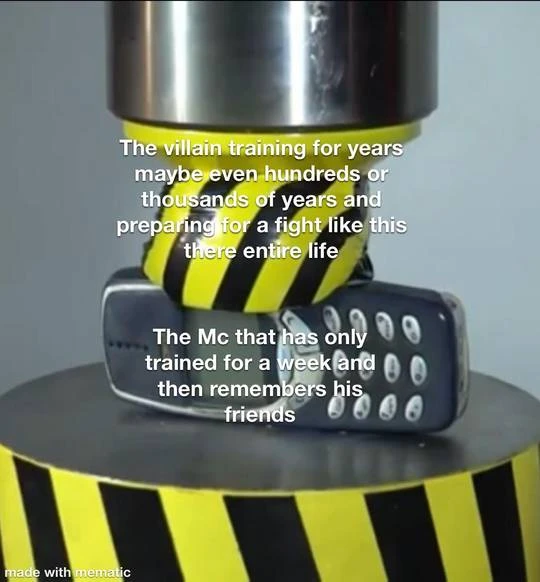 The villain training for years
maybe even hundreds or
thousands of years and
preparing for a fight like this
there entire life
The Mc that has only
trained for a week and
then remembers his
friends
made with mematic